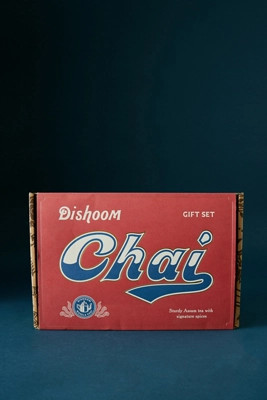 Dishoom
GIFT SET
Chai
Sturdy Assam tea with
signature spices